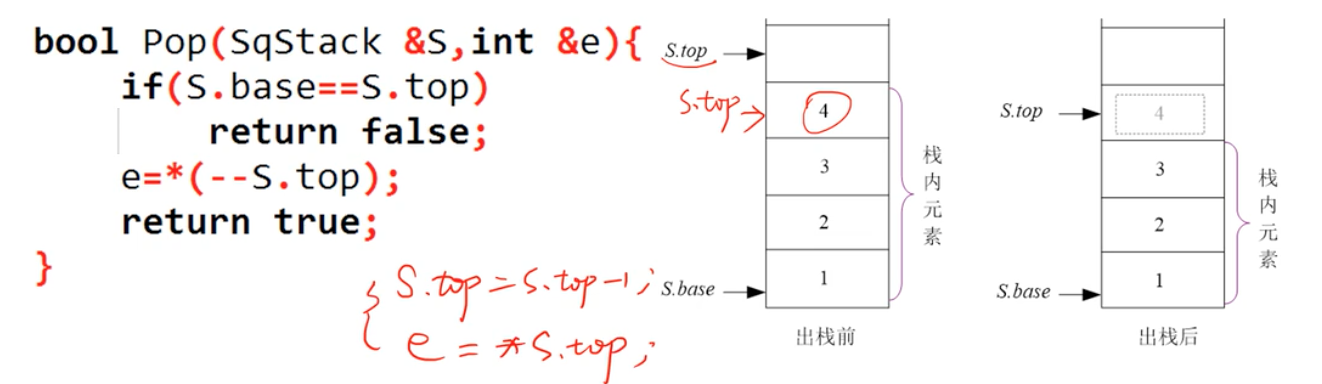 bool Pop(SqStack &S,int &e){
if(S.base==S.top)
return false;
e=*(--S.top);
return true;
}
S.top=S.top-1;
e=*S.top;
S.top
S.top
4
3
2
1
S.base
栈内元素
出栈前
S.top
4
3
2
1
S.base
栈内元素
出栈后